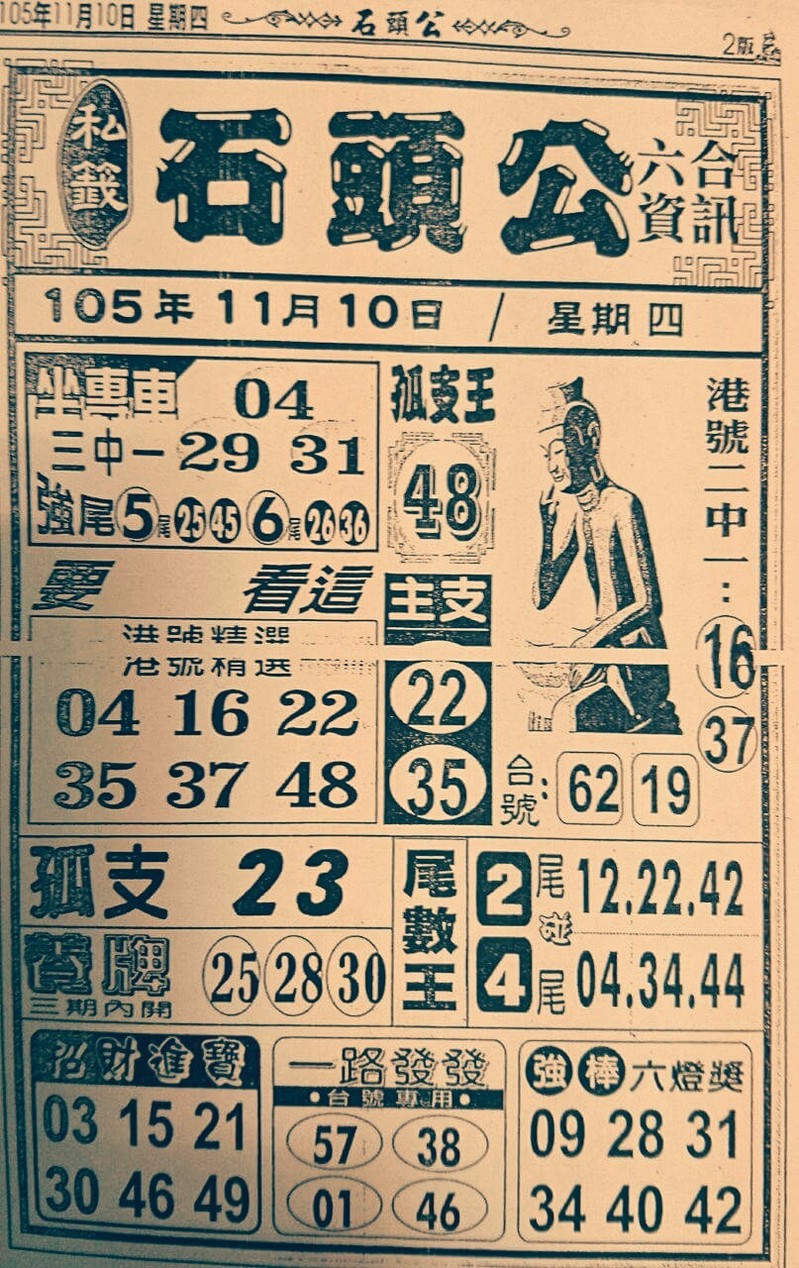 105年11月10日 星期四
石頭公
2版
私籤
石頭公
六合
資訊
105年11月10日 / 星期四
坐專車 04
三中一 29 31
強尾 5尾 25 45 6尾 26 36
孤支王
48
港號二中一:
16
37
要看這
港號精選
港號精選
04 16 22
35 37 48
主支
22
35
台號: 62 19
孤支 23
養牌
三期內開
25 28 30
尾數王
2尾 12.22.42
碰
4尾 04.34.44
招財進寶
03 15 21
30 46 49
一路發發
•台號專用•
57 38
01 46
強棒六燈獎
09 28 31
34 40 42